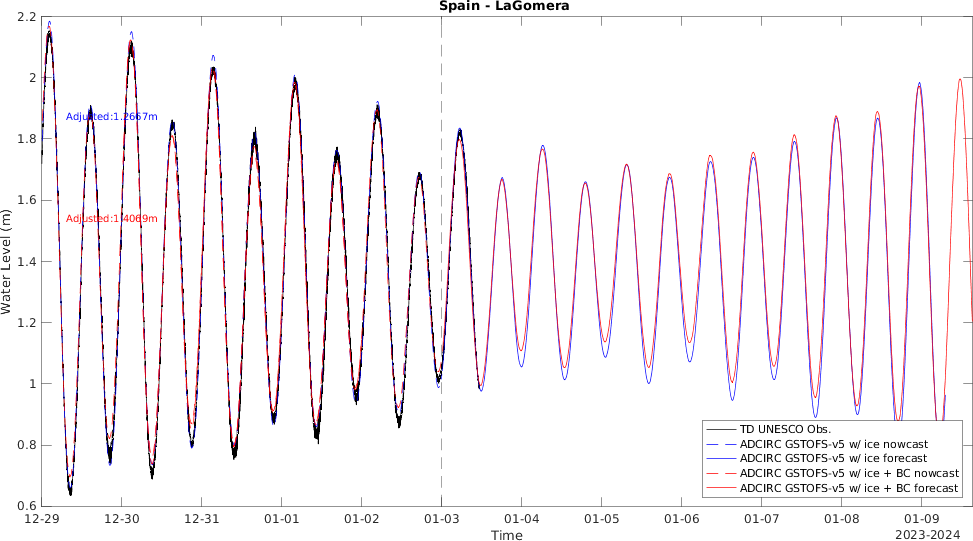 Spain - LaGomera
2.2
2
1.8
1.6
1.4
1.2
1
0.8
0.6
Water Level (m)
Adjusted:1.2667m
Adjusted:1.4069m
TD UNESCO Obs.
ADCIRC GSTOFS-v5 w/ ice nowcast
ADCIRC GSTOFS-v5 w/ ice forecast
ADCIRC GSTOFS-v5 w/ ice + BC nowcast
ADCIRC GSTOFS-v5 w/ ice + BC forecast
12-29 12-30 12-31 01-01 01-02 01-03 01-04 01-05 01-06 01-07 01-08 01-09
Time
2023-2024